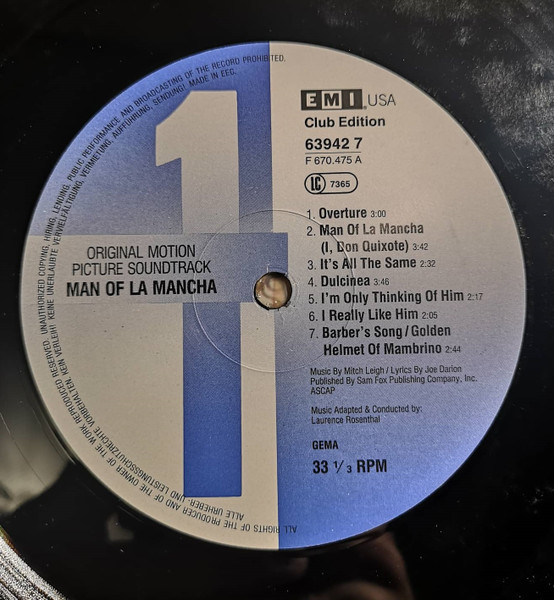 ALL RIGHTS OF THE PRODUCER AND OF THE OWNER OF THE WORK REPRODUCED RESERVED. UNAUTHORIZED COPYING, HIRING, LENDING, PUBLIC PERFORMANCE AND BROADCASTING OF THE RECORD PROHIBITED.
ALLE URHEBER- UND LEISTUNGSSCHUTZRECHTE VORBEHALTEN. KEIN VERLEIH! KEINE UNERLAUBTE VERVIELFÄLTIGUNG, VERMIETUNG, AUFFÜHRUNG, SENDUNG! MADE IN EEC.
1
ORIGINAL MOTION
PICTURE SOUNDTRACK
MAN OF LA MANCHA
EMI USA
Club Edition
63942 7
F 670.475 A
LC 7365
1. Overture 3:00
2. Man Of La Mancha
(I, Don Quixote) 3:42
3. It's All The Same 2:32
4. Dulcinea 3:46
5. I'm Only Thinking Of Him 2:17
6. I Really Like Him 2:05
7. Barber's Song/Golden
Helmet Of Mambrino 2:44
Music By Mitch Leigh/Lyrics By Joe Darion
Published By Sam Fox Publishing Company, Inc.
ASCAP
Music Adapted & Conducted by:
Laurence Rosenthal
GEMA
33 1/3 RPM